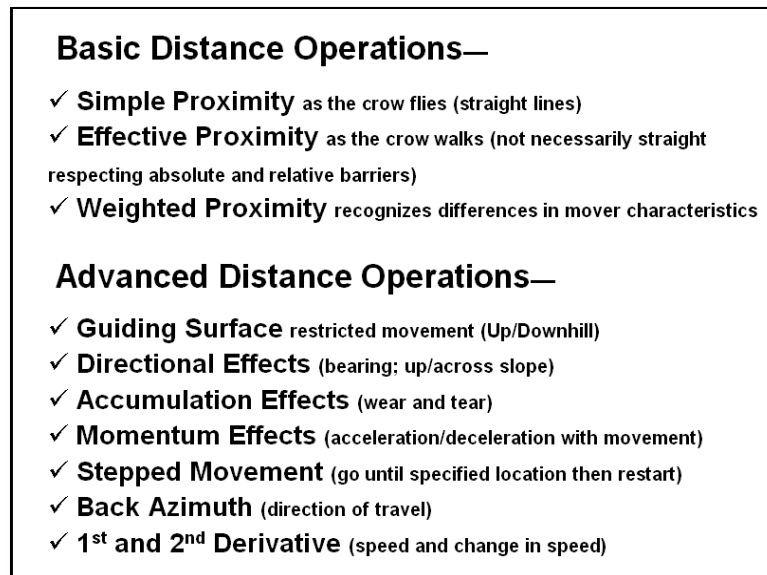 Basic Distance Operations—
✓ Simple Proximity as the crow flies (straight lines)
✓ Effective Proximity as the crow walks (not necessarily straight
respecting absolute and relative barriers)
✓ Weighted Proximity recognizes differences in mover characteristics
Advanced Distance Operations—
✓ Guiding Surface restricted movement (Up/Downhill)
✓ Directional Effects (bearing; up/across slope)
✓ Accumulation Effects (wear and tear)
✓ Momentum Effects (acceleration/deceleration with movement)
✓ Stepped Movement (go until specified location then restart)
✓ Back Azimuth (direction of travel)
✓ 1st and 2nd Derivative (speed and change in speed)